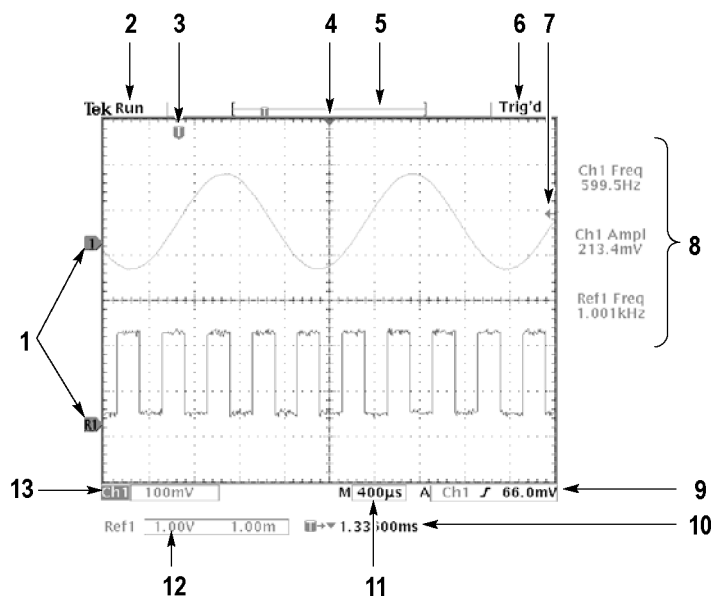 2 3 4 5 6 7
Tek Run Trig'd
T
T
Ch1 Freq
599.5Hz
Ch1 Ampl
213.4mV
Ref1 Freq
1.001kHz
8
1
1
R1
13
Ch1 100mV M 400µs A Ch1 66.0mV
9
Ref1 1.00V 1.00m T 1.33600ms
10
12
11